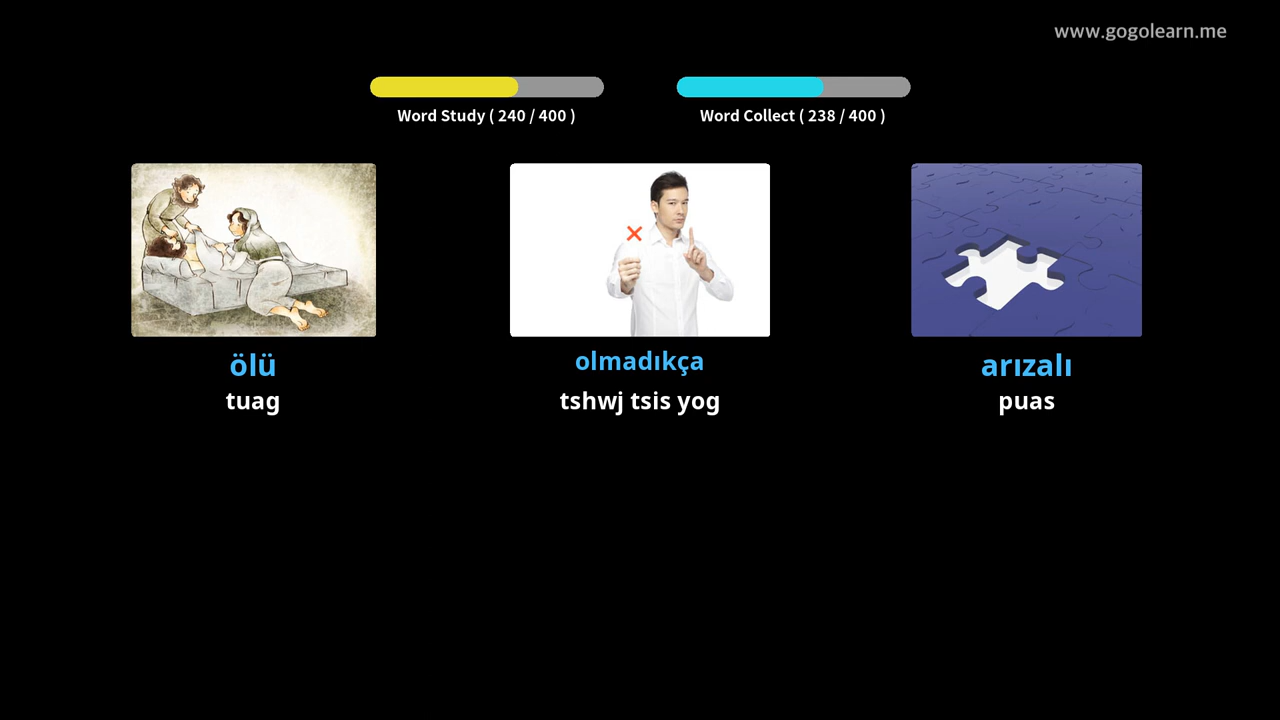 www.gogolearn.me
Word Study ( 240 / 400 )
Word Collect ( 238 / 400 )
ölü
tuag
olmadıkça
tshwj tsis yog
arızalı
puas